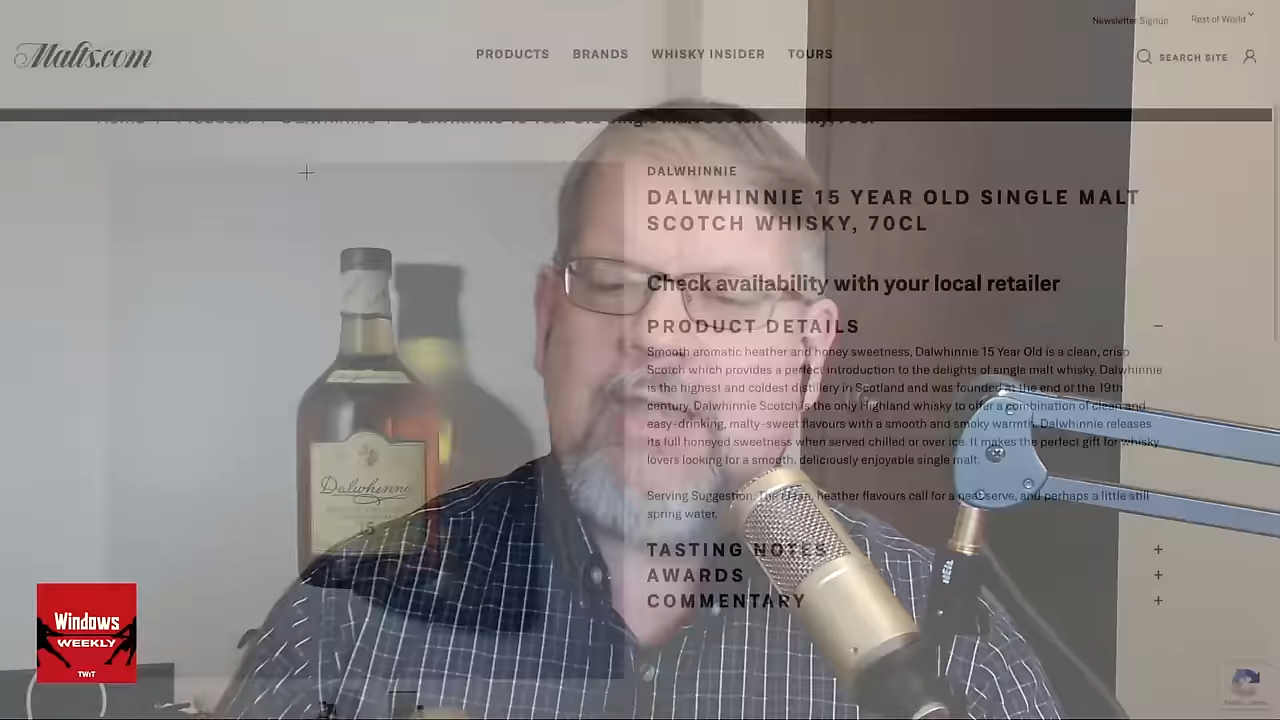 Newsletter Signup
Rest of World
Malts.com
PRODUCTS BRANDS WHISKY INSIDER TOURS
SEARCH SITE
DALWHINNIE
DALWHINNIE 15 YEAR OLD SINGLE MALT
SCOTCH WHISKY, 70CL
Check availability with your local retailer
PRODUCT DETAILS
Smooth aromatic heather and honey sweetness, Dalwhinnie 15 Year Old is a clean, crisp
Scotch which provides a perfect introduction to the delights of single malt whisky. Dalwhinnie
is the highest and coldest distillery in Scotland and was founded at the end of the 19th
century. Dalwhinnie Scotch is the only Highland whisky to offer a combination of clean and
easy-drinking, malty-sweet flavours with a smooth and smoky warmth. Dalwhinnie releases
its full honeyed sweetness when served chilled or over ice. It makes the perfect gift for whisky
lovers looking for a smooth, deliciously enjoyable single malt.
Serving Suggestion: The clean, heather flavours call for a neat serve, and perhaps a little still
spring water.
TASTING NOTES
AWARDS
COMMENTARY
Dalwhinnie
15
HEIL
Windows
WEEKLY
TWiT